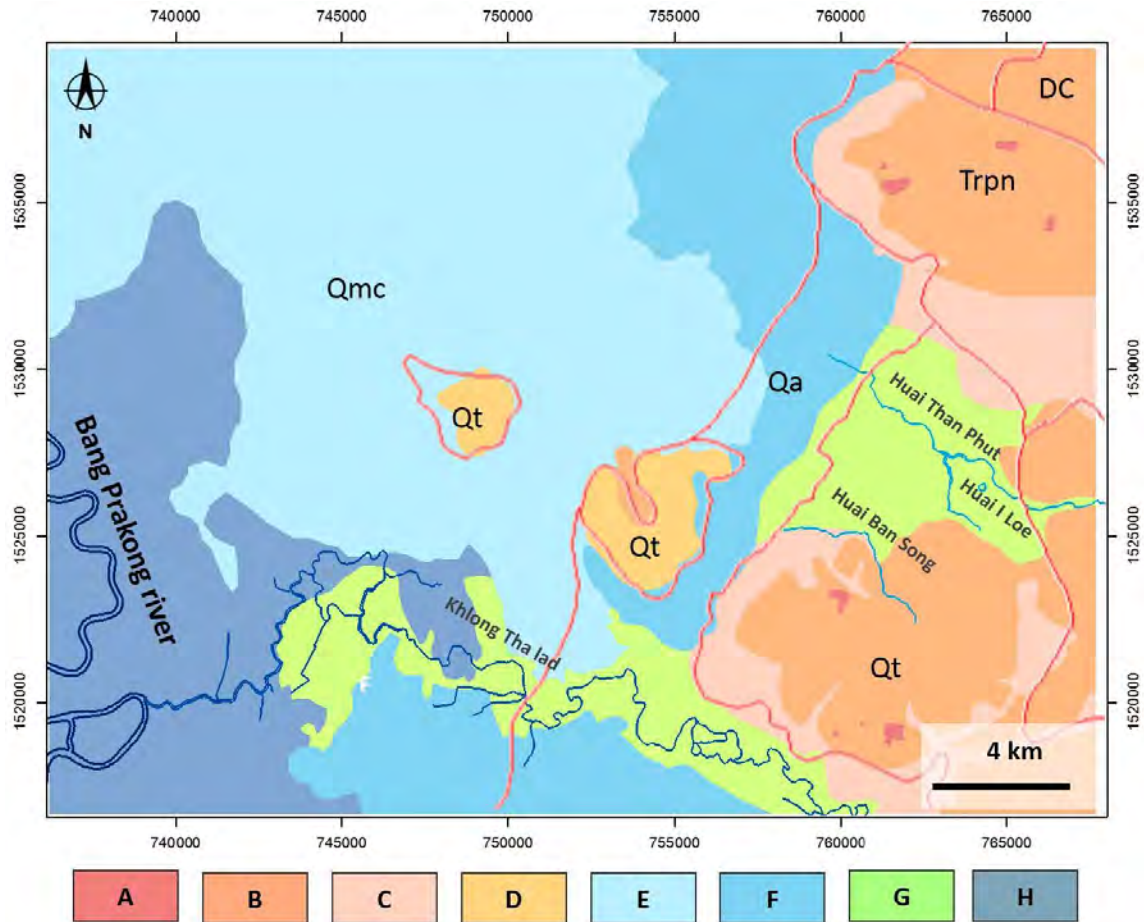 740000 745000 750000 755000 760000 765000
N
DC
Trpn
1535000 1535000
Qmc
1530000 1530000
Qa
Qt
Huai Than Phut
Bang Prakong river
Huai I Loe
Huai Ban Song
1525000 1525000
Qt
Khlong Tha lad
Qt
F
1520000 1520000
4 km
740000 745000 750000 755000 760000 765000
A B C D E F G H